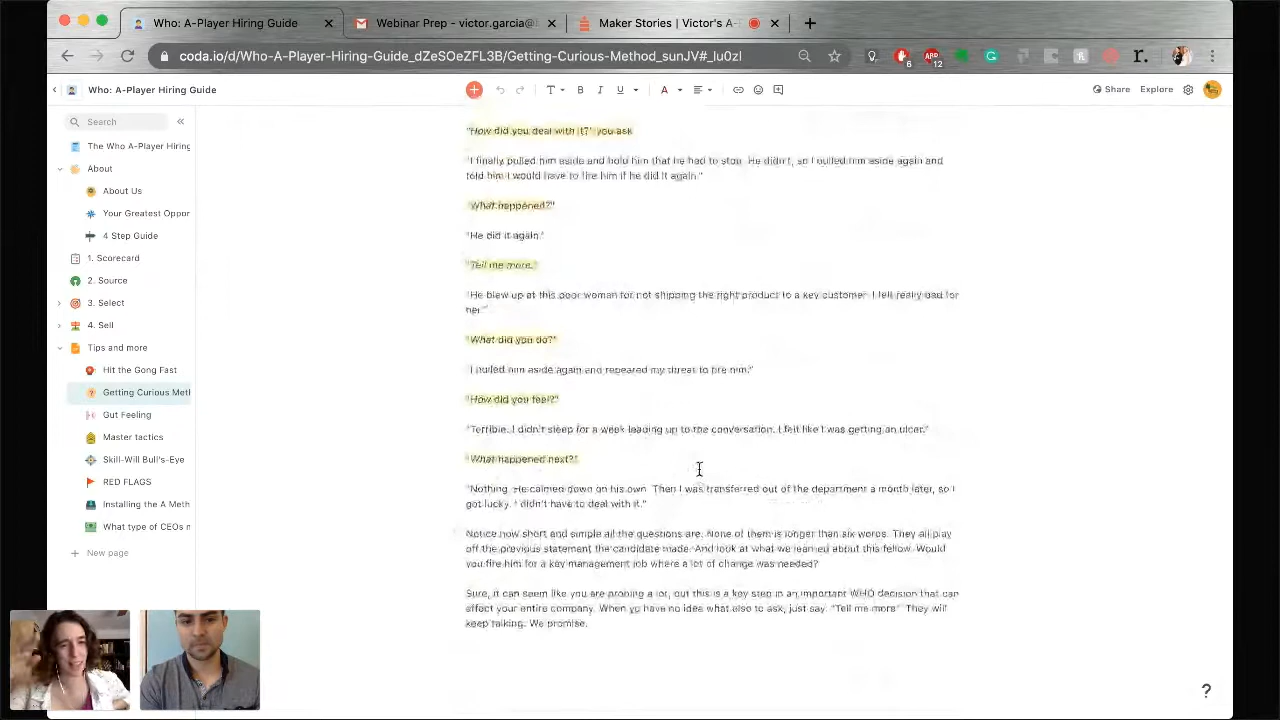 Who: A-Player Hiring Guide
Webinar Prep - victor.garcia@
Maker Stories | Victor's A-
coda.io/d/Who-A-Player-Hiring-Guide_dZeSOeZFL3B/Getting-Curious-Method_sunJV#_lu0zI
6
ABP
12
Who: A-Player Hiring Guide
T
B
I
U
A
Share
Explore
Search
The Who A-Player Hiring
About
About Us
Your Greatest Oppor
4 Step Guide
1. Scorecard
2. Source
3. Select
4. Sell
Tips and more
Hit the Gong Fast
Getting Curious Meth
Gut Feeling
Master tactics
Skill-Will Bull's-Eye
RED FLAGS
Installing the A Meth
What type of CEOs m
New page
"How did you deal with it?" you ask
"I finally pulled him aside and told him that he had to stop. He didn't, so I pulled him aside again and
told him I would have to fire him if he did it again."
"What happened?"
"He did it again."
"Tell me more."
"He blew up at this poor woman for not shipping the right product to a key customer. I felt really bad for
her."
"What did you do?"
"I pulled him aside again and repeated my threat to fire him?"
"How did you feel?"
"Terrible. I didn't sleep for a week leading up to the conversation. I felt like I was getting an ulcer."
"What happened next?"
"Nothing. He calmed down on his own. Then I was transferred out of the department a month later, so I
got lucky. I didn't have to deal with it."
Notice how short and simple all the questions are. None of them is longer than six words. They all play
off the previous statement the candidate made. And look at what we learned about this fellow. Would
you fire him for a key management job where a lot of change was needed?
Sure, it can seem like you are probing a lot, but this is a key step in an important WHO decision that can
effect your entire company. When yo have no idea what also to ask, just say. "Tell me more". They will
keep talking. We promise.
?